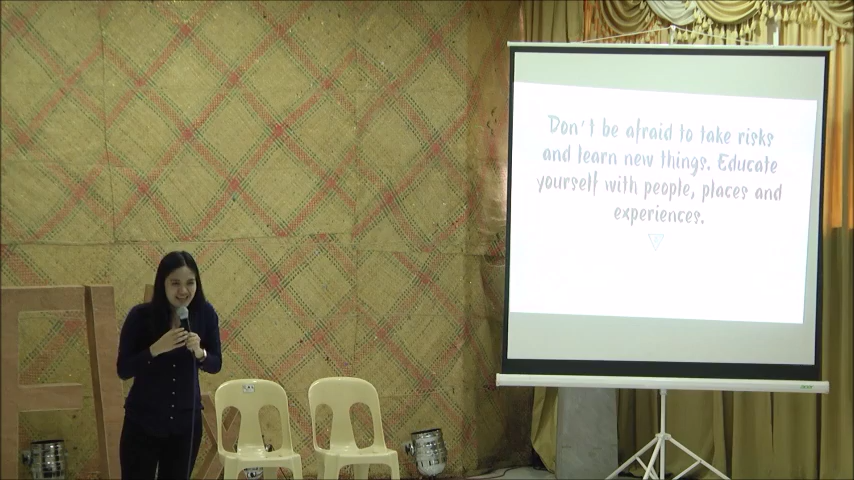 Don't be afraid to take risks
and learn new things. Educate
yourself with people, places and
experiences.